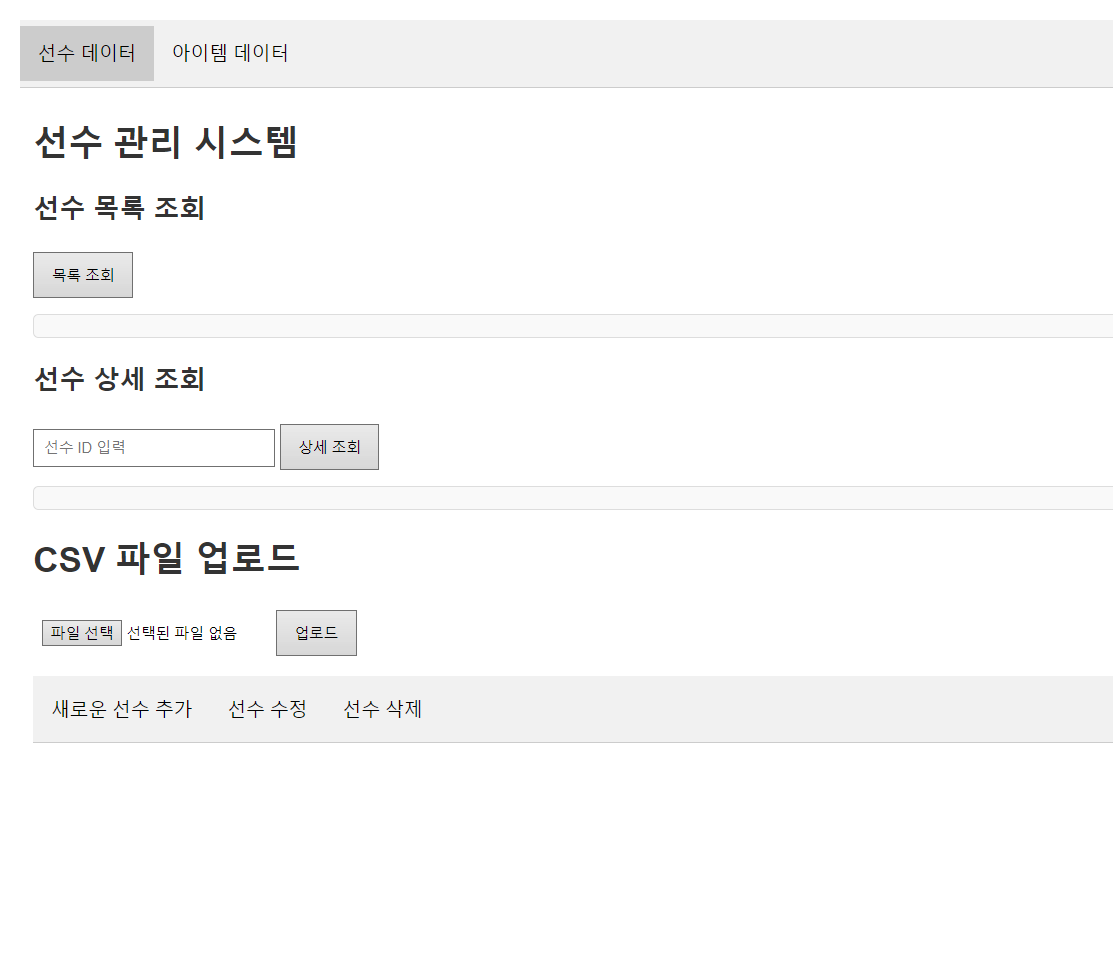 선수 데이터 아이템 데이터
선수 관리 시스템
선수 목록 조회
목록 조회
선수 상세 조회
선수 ID 입력 상세 조회
CSV 파일 업로드
파일 선택 선택된 파일 없음 업로드
새로운 선수 추가 선수 수정 선수 삭제